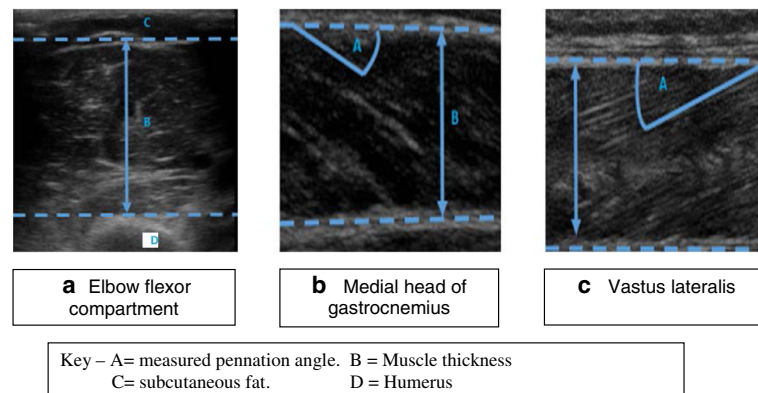 C
B
D
A
B
A
a Elbow flexor
compartment
b Medial head of
gastrocnemius
c Vastus lateralis
Key – A= measured pennation angle. B = Muscle thickness
C= subcutaneous fat. D = Humerus